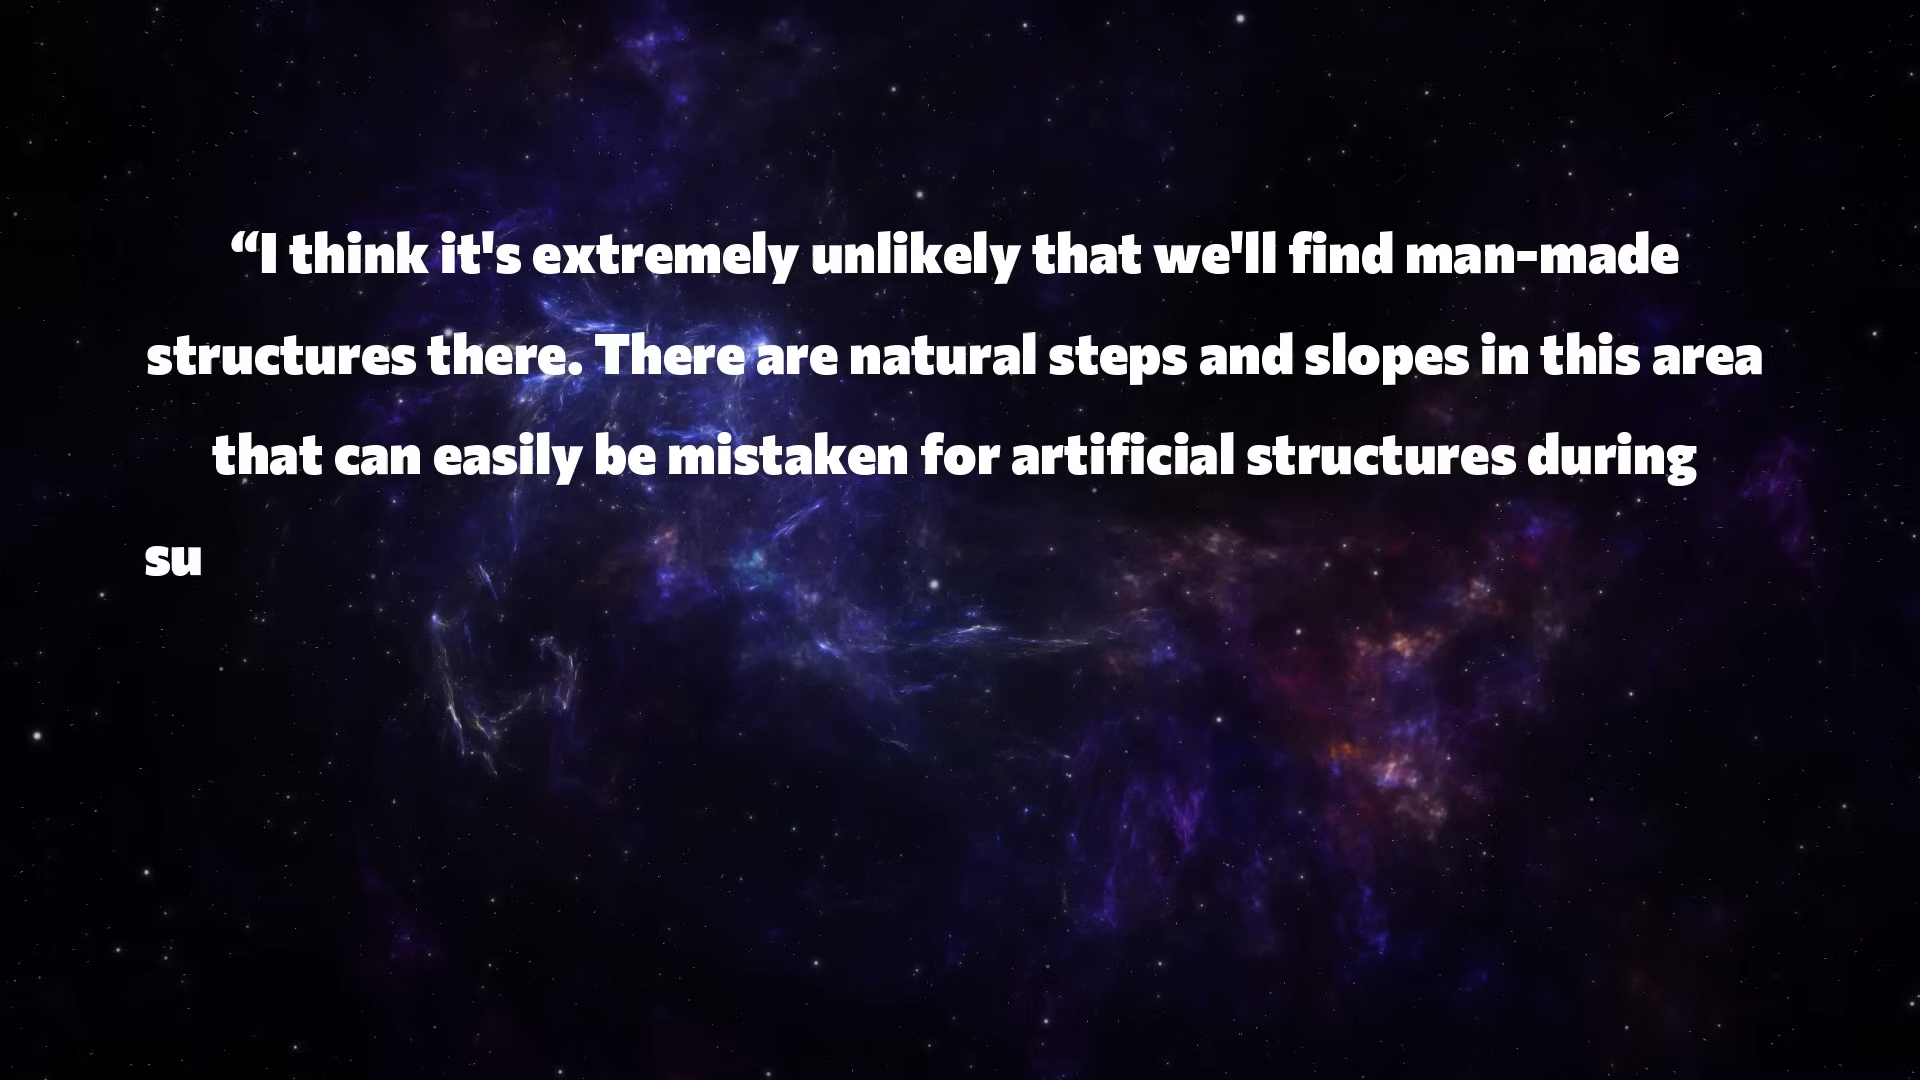 “I think it's extremely unlikely that we'll find man-made
structures there. There are natural steps and slopes in this area
that can easily be mistaken for artificial structures during
su